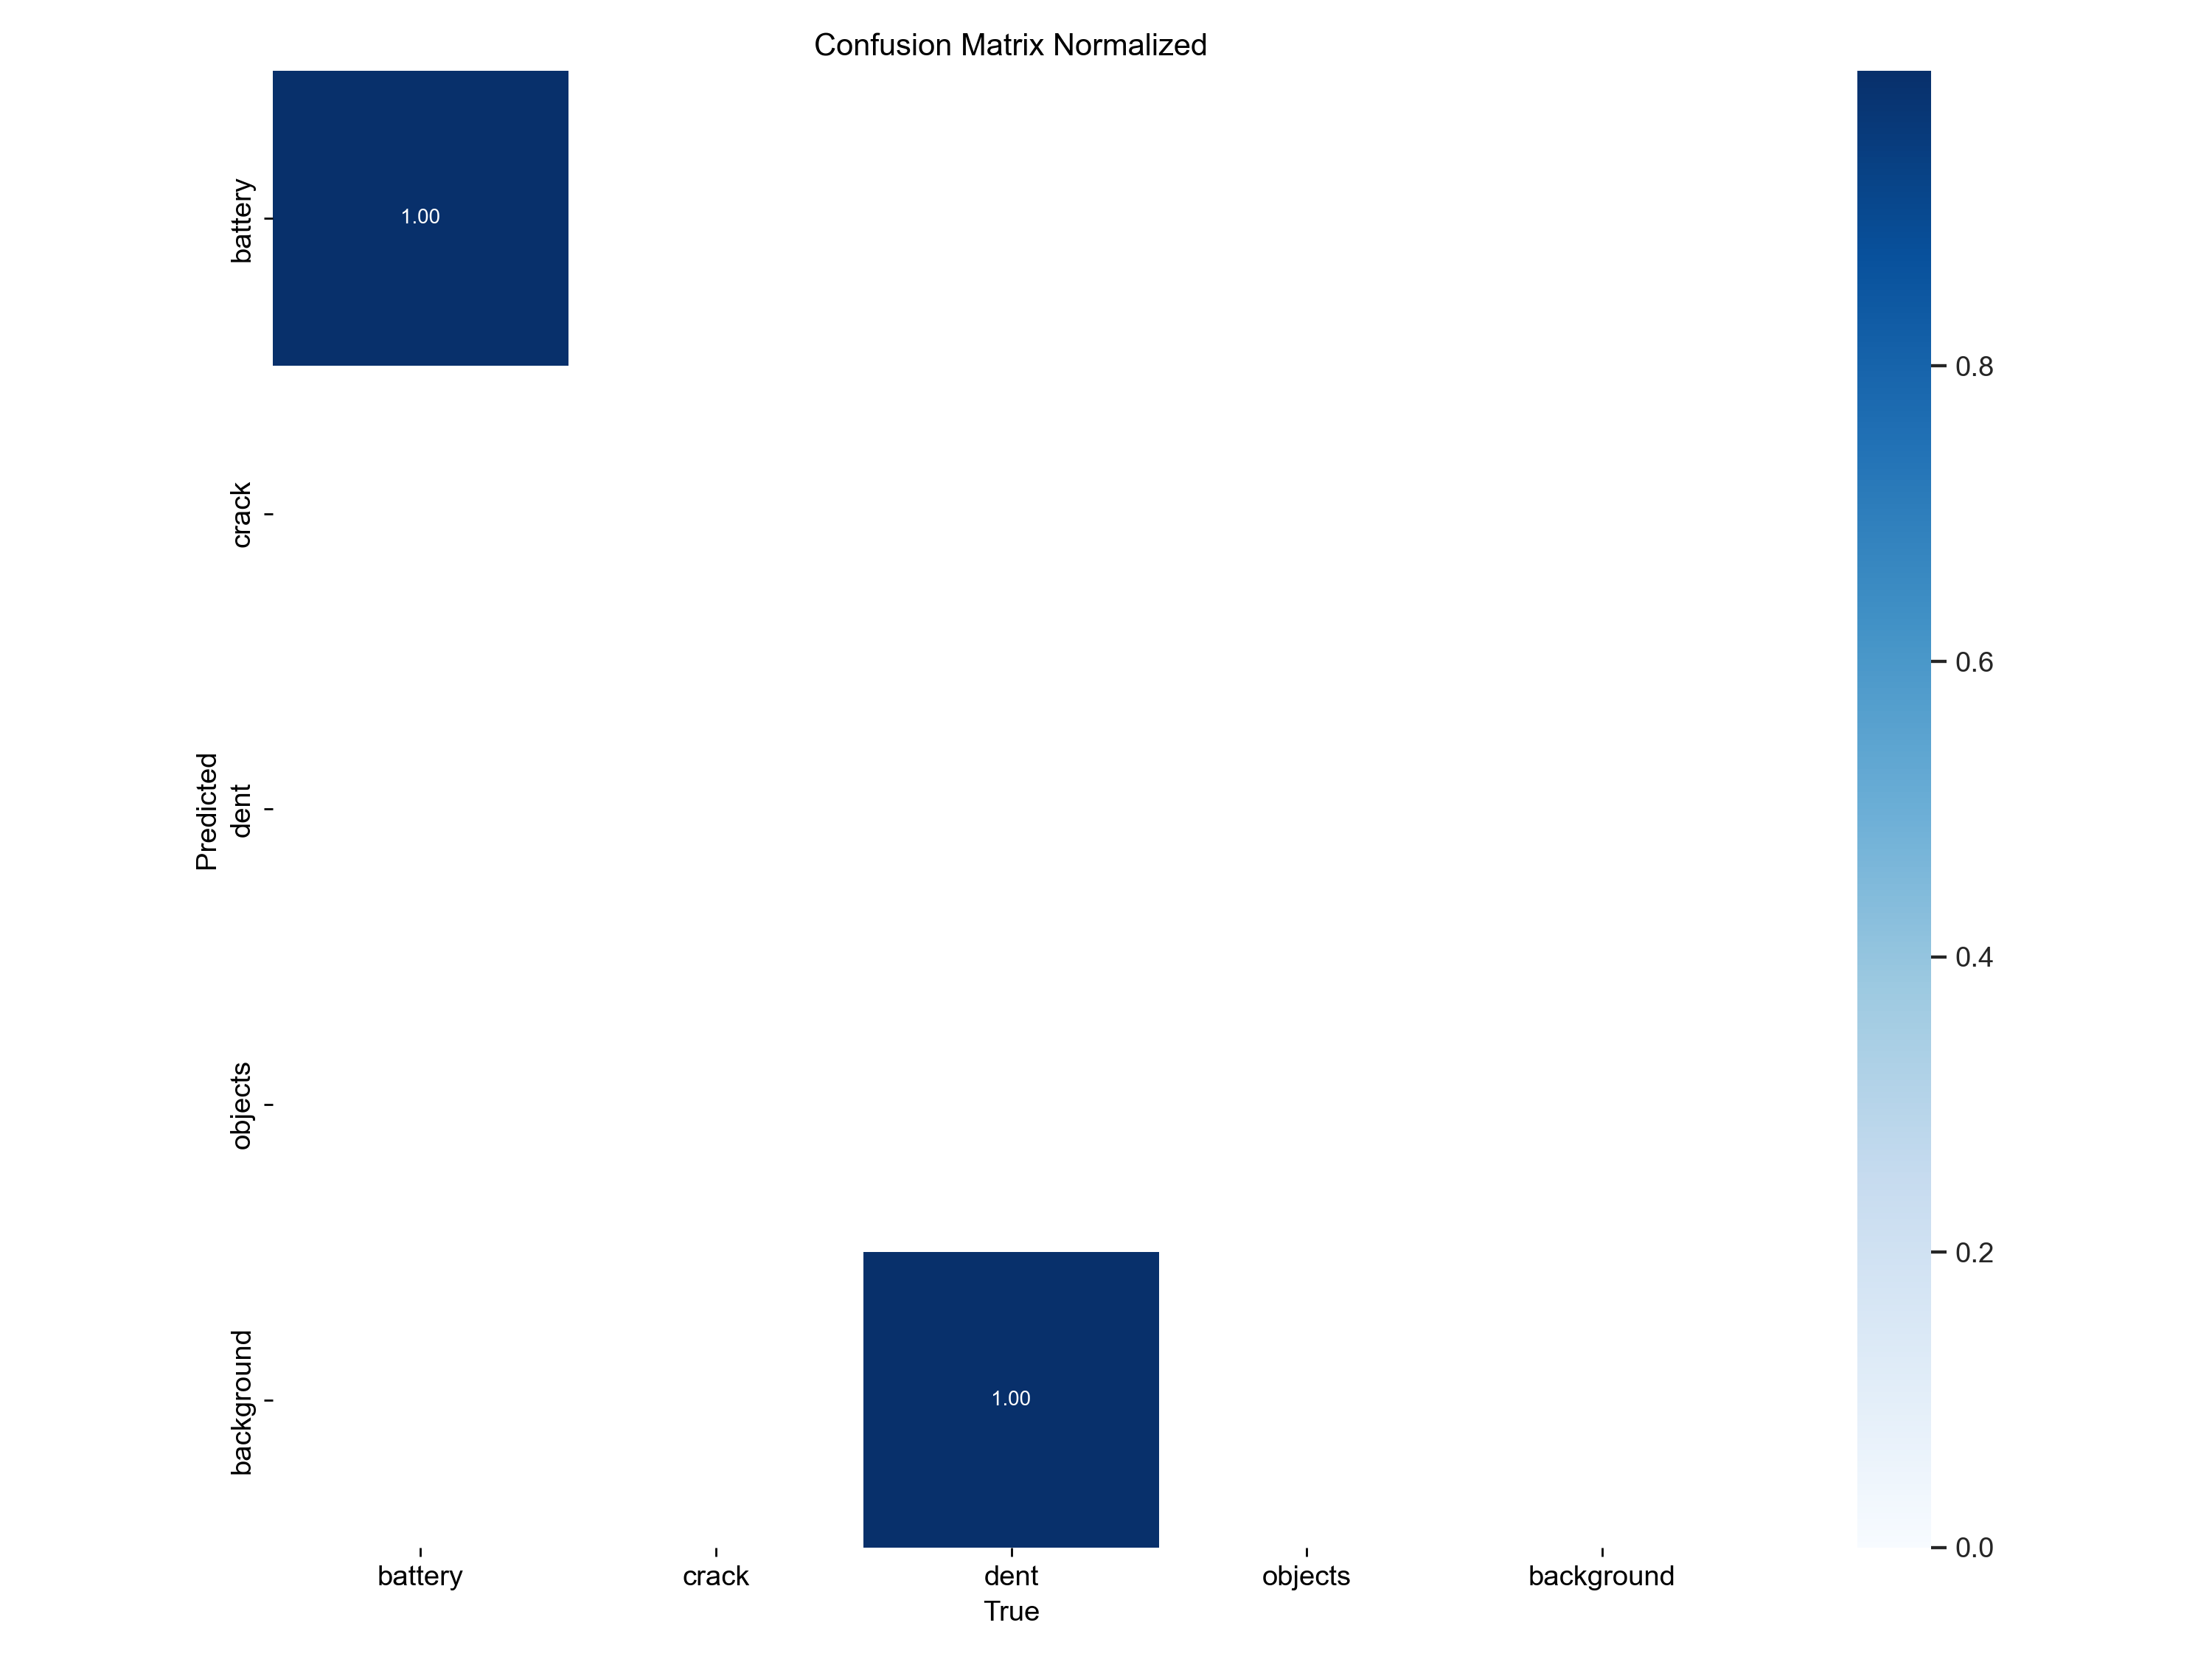 Confusion Matrix Normalized
Predicted
battery
1.00
crack
dent
objects
background
1.00
battery
crack
dent
objects
background
True
0.8
0.6
0.4
0.2
0.0